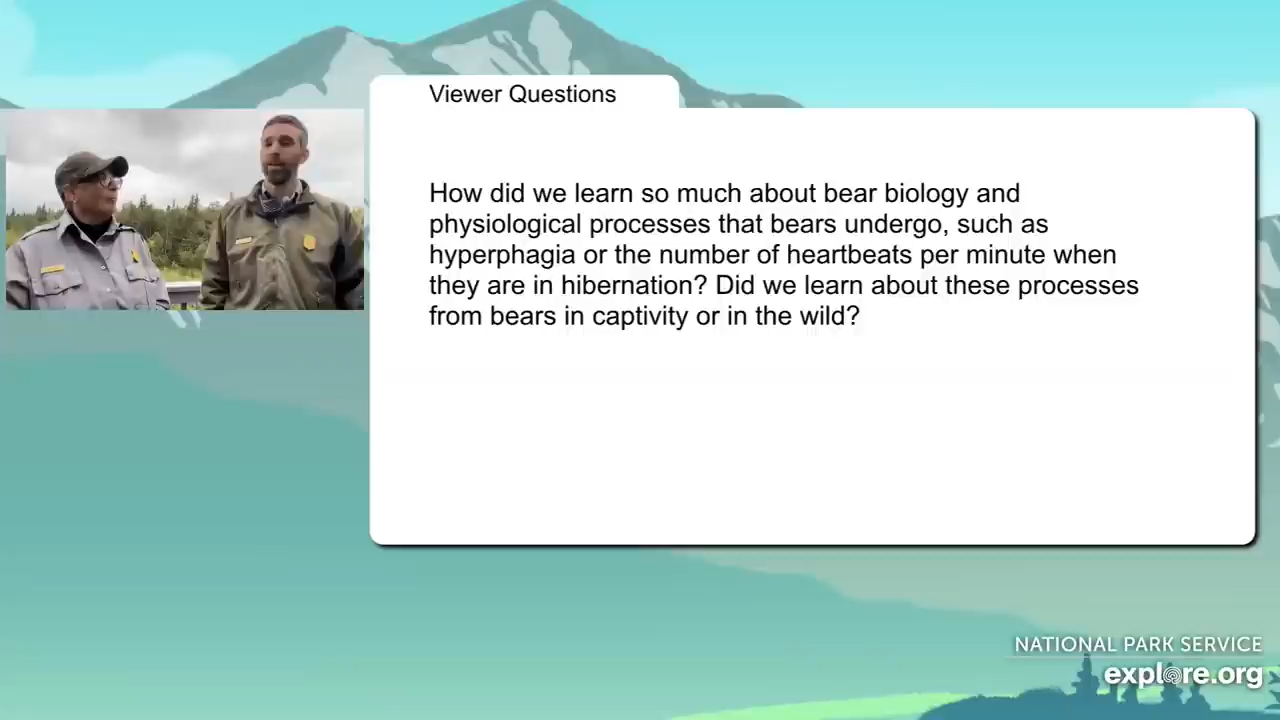 Viewer Questions
How did we learn so much about bear biology and
physiological processes that bears undergo, such as
hyperphagia or the number of heartbeats per minute when
they are in hibernation? Did we learn about these processes
from bears in captivity or in the wild?
NATIONAL PARK SERVICE
explore.org